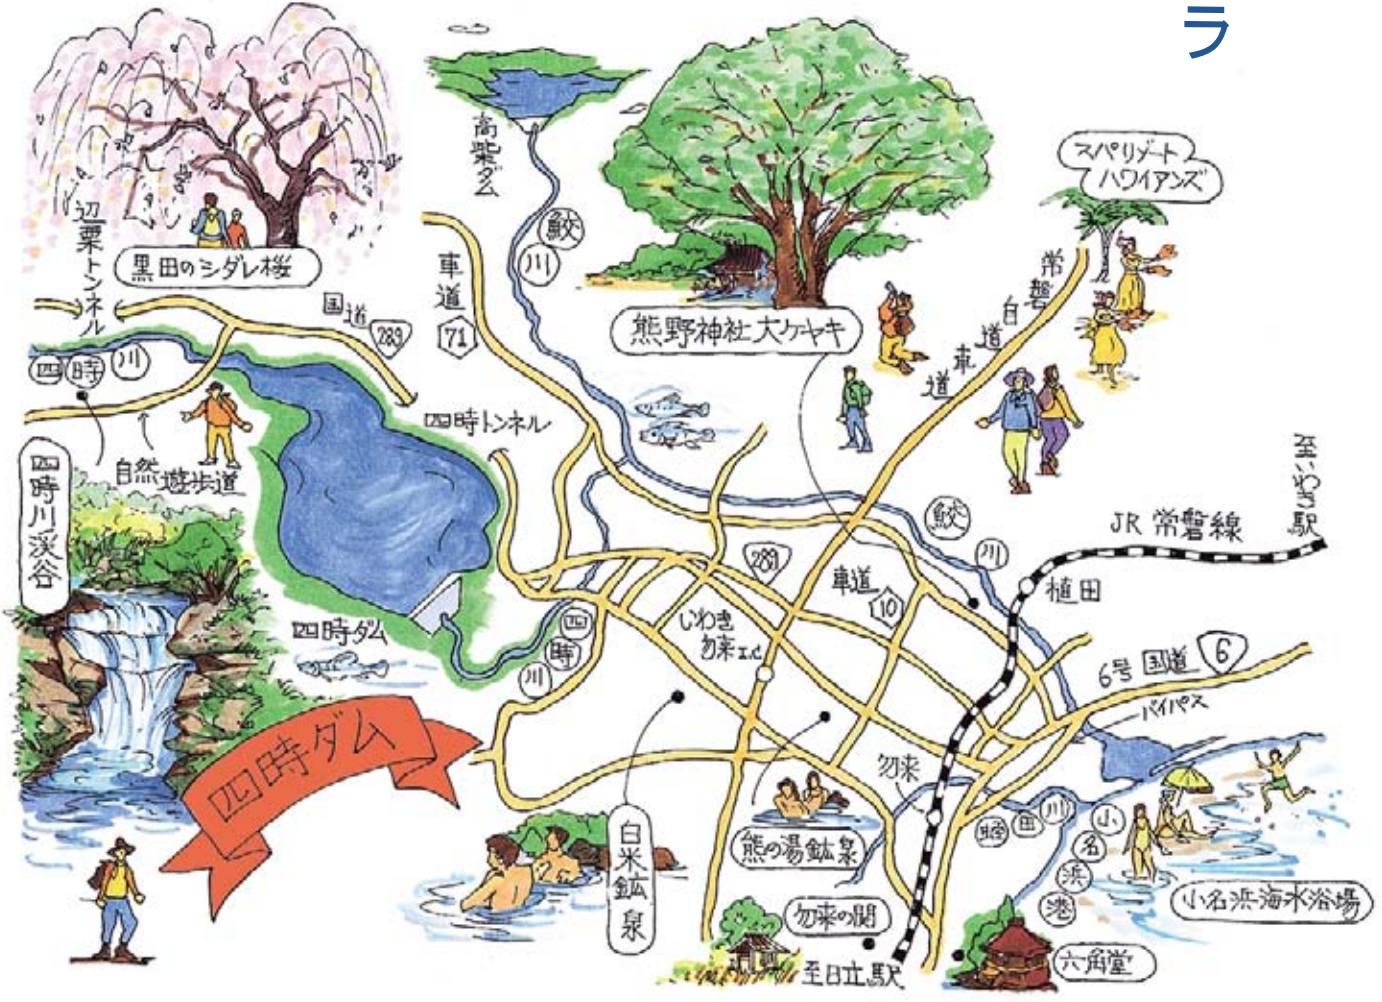 ラ
高柴ダム
スパリゾート
ハワイアンズ
辺栗トンネル
黒田のシダレ桜
鮫
川
車道
71
国道
289
熊野神社大ケヤキ
常磐自動車道
四時川
四時トンネル
自然遊歩道
四時川渓谷
至いわき駅
JR 常磐線
鮫
川
植田
289
車道
10
いわき
勿来I.C
四時ダム
四
時
川
6号国道
6
バイパス
四時ダム
勿来
田
川
小
名
浜
港
白米鉱泉
熊の湯鉱泉
小名浜海水浴場
勿来の関
六角堂
至日立駅